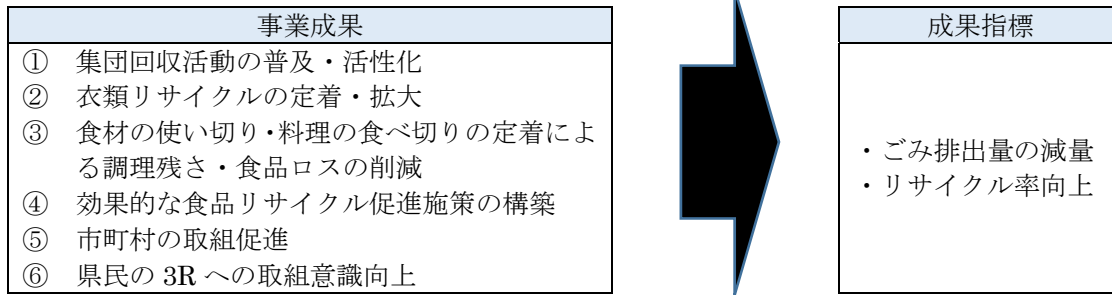 事業成果
① 集団回収活動の普及・活性化
② 衣類リサイクルの定着・拡大
③ 食材の使い切り・料理の食べ切りの定着によ
る調理残さ・食品ロスの削減
④ 効果的な食品リサイクル促進施策の構築
⑤ 市町村の取組促進
⑥ 県民の 3R への取組意識向上
成果指標
・ごみ排出量の減量
・リサイクル率向上